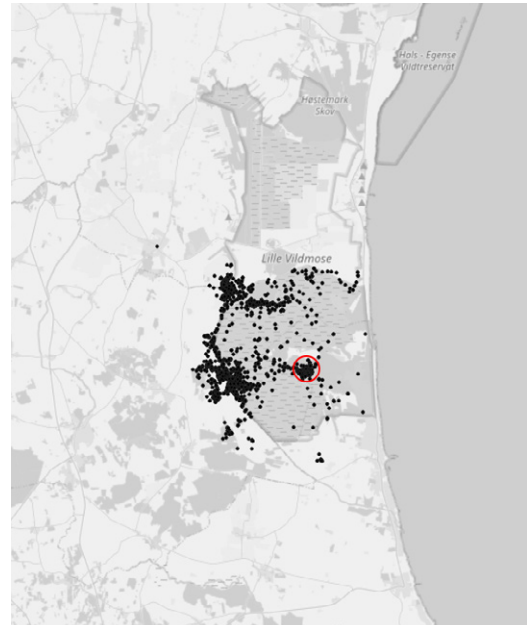 Hals - Egense
Vildtreservat
Høstemark
Skov
Lille Vildmose